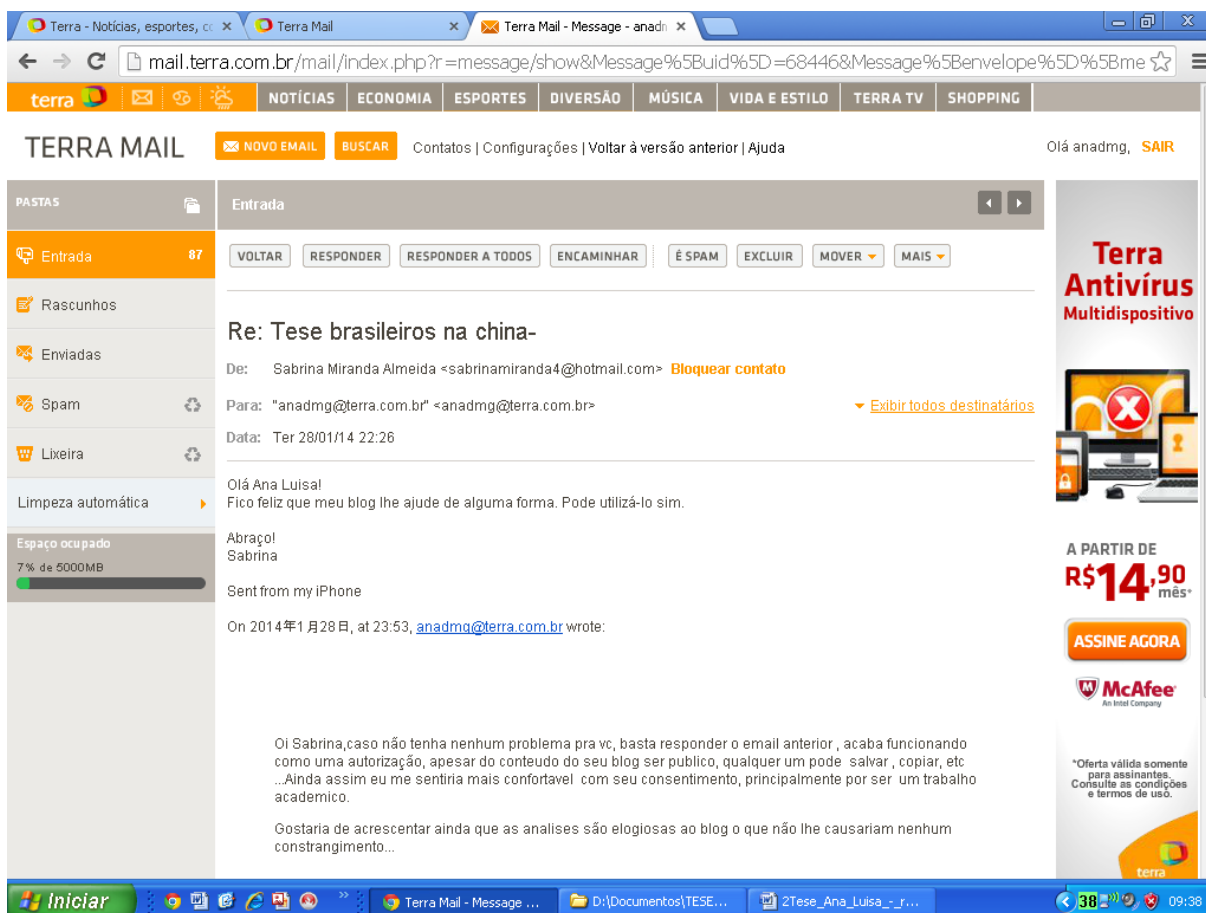 Terra - Notícias, esportes, co
Terra Mail
Terra Mail - Message - anadn
mail.terra.com.br/mail/index.php?r=message/show&Message%5Buid%5D=68446&Message%5Benvelope%5D%5Bme
terra
NOTÍCIAS ECONOMIA ESPORTES DIVERSÃO MÚSICA VIDA E ESTILO TERRA TV SHOPPING
TERRA MAIL
NOVO EMAIL BUSCAR Contatos | Configurações | Voltar à versão anterior | Ajuda
Olá anadmg, SAIR
PASTAS
Entrada 87
Rascunhos
Enviadas
Spam
Lixeira
Limpeza automática
Espaço ocupado
7% de 5000MB
Entrada
VOLTAR RESPONDER RESPONDER A TODOS ENCAMINHAR É SPAM EXCLUIR MOVER MAIS
Re: Tese brasileiros na china-
De: Sabrina Miranda Almeida <sabrinamiranda4@hotmail.com> Bloquear contato
Para: "anadmg@terra.com.br" <anadmg@terra.com.br> Exibir todos destinatários
Data: Ter 28/01/14 22:26
Olá Ana Luisa!
Fico feliz que meu blog lhe ajude de alguma forma. Pode utilizá-lo sim.
Abraço!
Sabrina
Sent from my iPhone
On 2014年1月28日, at 23:53, anadmg@terra.com.br wrote:
Oi Sabrina,caso não tenha nenhum problema pra vc, basta responder o email anterior , acaba funcionando
como uma autorização, apesar do conteudo do seu blog ser publico, qualquer um pode salvar , copiar, etc
...Ainda assim eu me sentiria mais confortavel com seu consentimento, principalmente por ser um trabalho
academico.
Gostaria de acrescentar ainda que as analises são elogiosas ao blog o que não lhe causariam nenhum
constrangimento...
Terra
Antivírus
Multidispositivo
A PARTIR DE
R$14,90
mês*
ASSINE AGORA
McAfee
An Intel Company
*Oferta válida somente
para assinantes.
Consulte as condições
e termos de uso.
terra
Iniciar
Terra Mail - Message ...
D:\Documentos\TESE...
2Tese_Ana_Luisa_-_r...
38
09:38